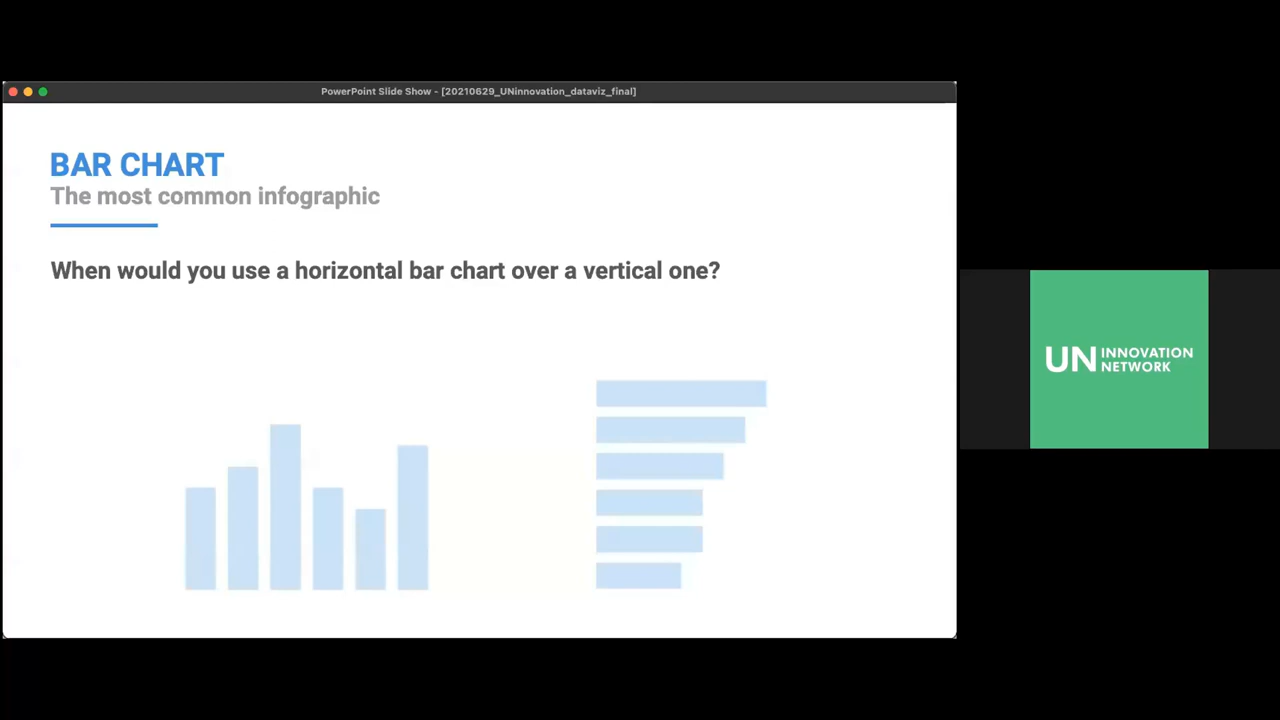 PowerPoint Slide Show - [20210629_UNinnovation_dataviz_final]
BAR CHART
The most common infographic
When would you use a horizontal bar chart over a vertical one?
UN INNOVATION
NETWORK